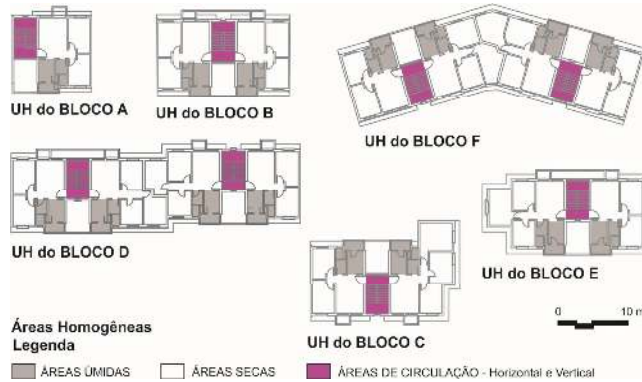 UH do BLOCO A
UH do BLOCO B
UH do BLOCO F
UH do BLOCO D
UH do BLOCO E
UH do BLOCO C
0 10 m
Áreas Homogêneas
Legenda
ÁREAS ÚMIDAS ÁREAS SECAS ÁREAS DE CIRCULAÇÃO - Horizontal e Vertical